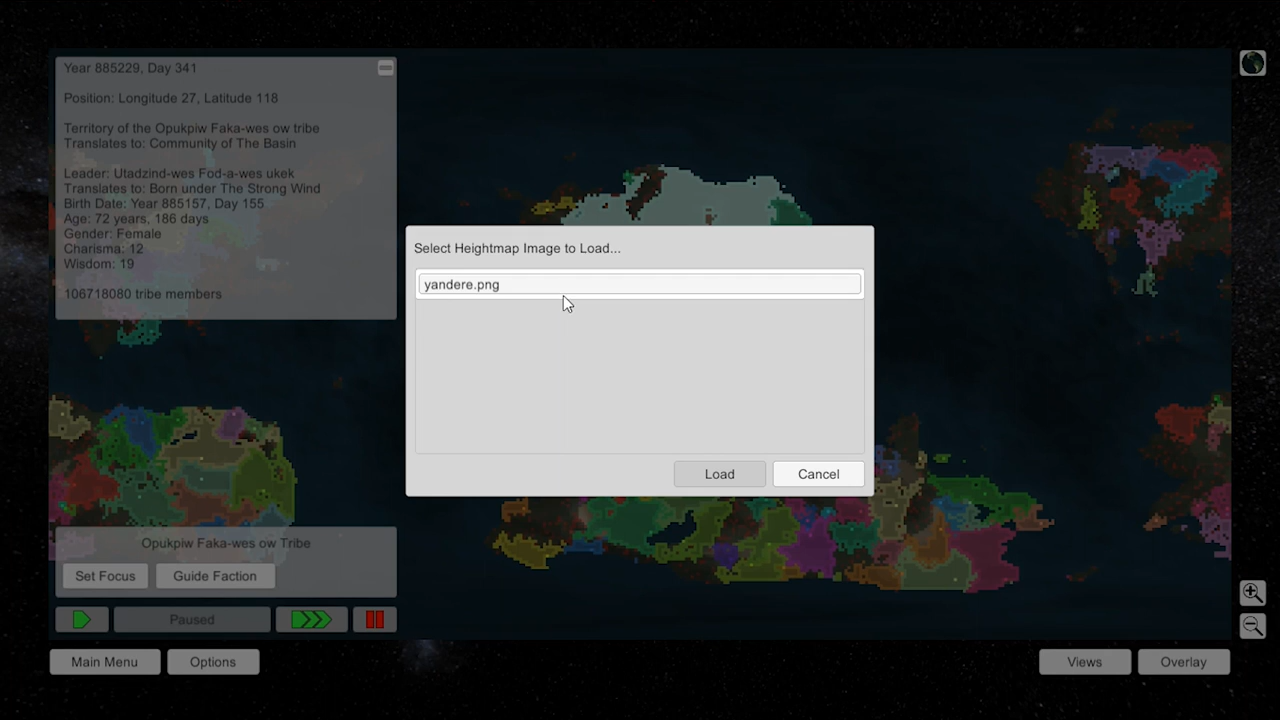 Year 885229, Day 341
Position: Longitude 27, Latitude 118
Territory of the Opukpiw Faka-wes ow tribe
Translates to: Community of The Basin
Leader: Utadzind-wes Fod-a-wes ukek
Translates to: Born under The Strong Wind
Birth Date: Year 885157, Day 155
Age: 72 years, 186 days
Gender: Female
Charisma: 12
Wisdom: 19
106718080 tribe members
Select Heightmap Image to Load...
yandere.png
Load
Cancel
Opukpiw Faka-wes ow Tribe
Set Focus
Guide Faction
Paused
Main Menu
Options
Views
Overlay